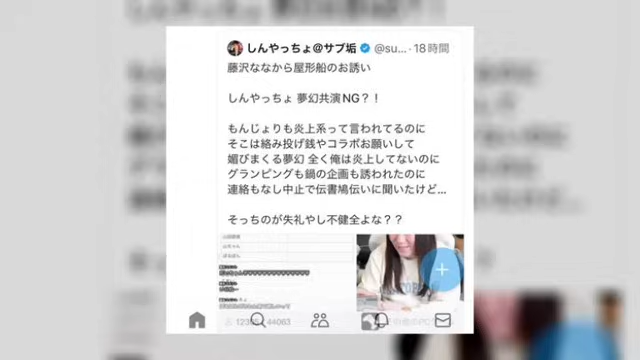 しんやっちょ@サブ垢 @su... · 18時間
藤沢ななから屋形船のお誘い
しんやっちょ 夢幻共演NG?!
もんじょりも炎上系って言われてるのに
そこは絡み投げ銭やコラボお願いして
媚びまくる夢幻 全く俺は炎上してないのに
グランピングも鍋の企画も誘われたのに
連絡もなし中止で伝書鳩伝いに聞いたけど...
そっちのが失礼やし不健全よな??